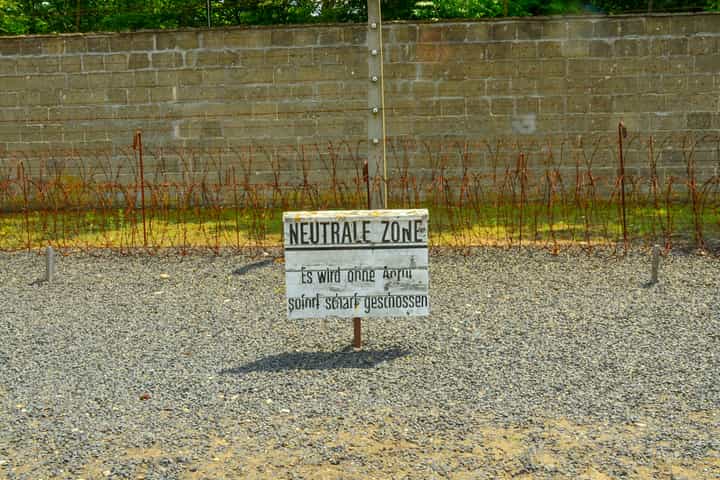 NEUTRALE ZONE
Es wird ohne Anruf
sofort scharf geschossen